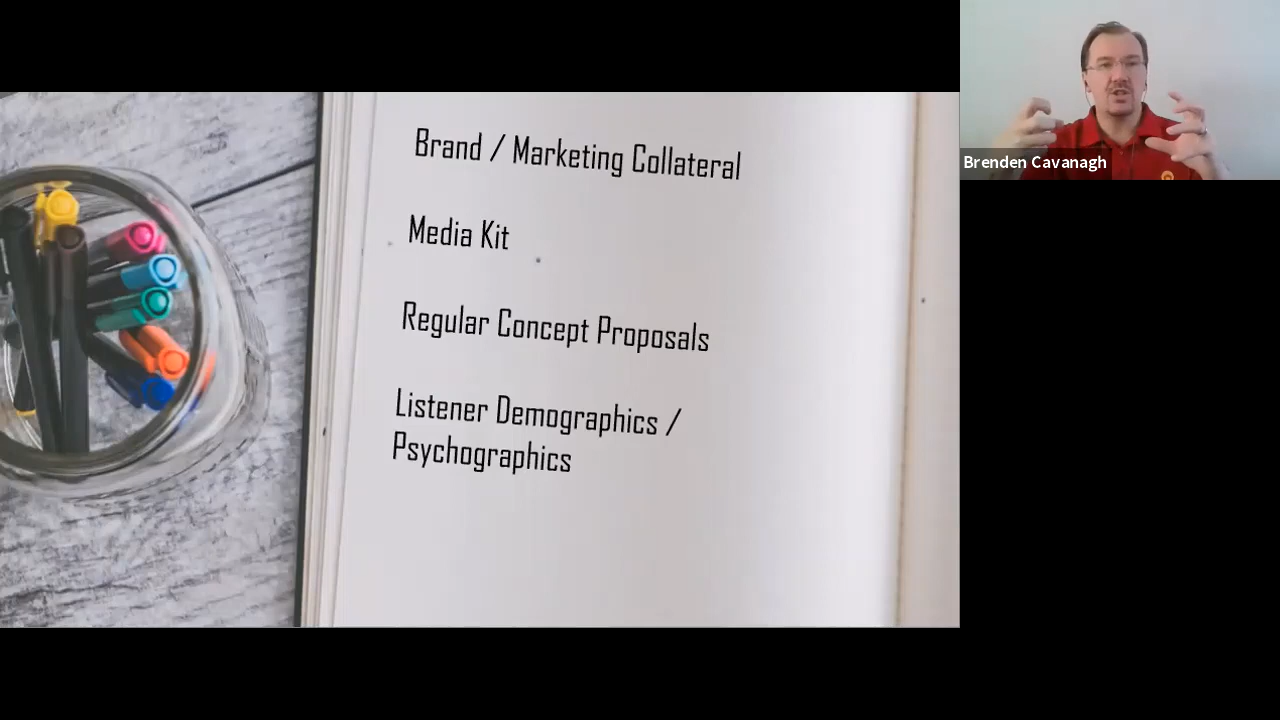 Brand / Marketing Collateral
Media Kit
Regular Concept Proposals
Listener Demographics /
Psychographics
Brenden Cavanagh